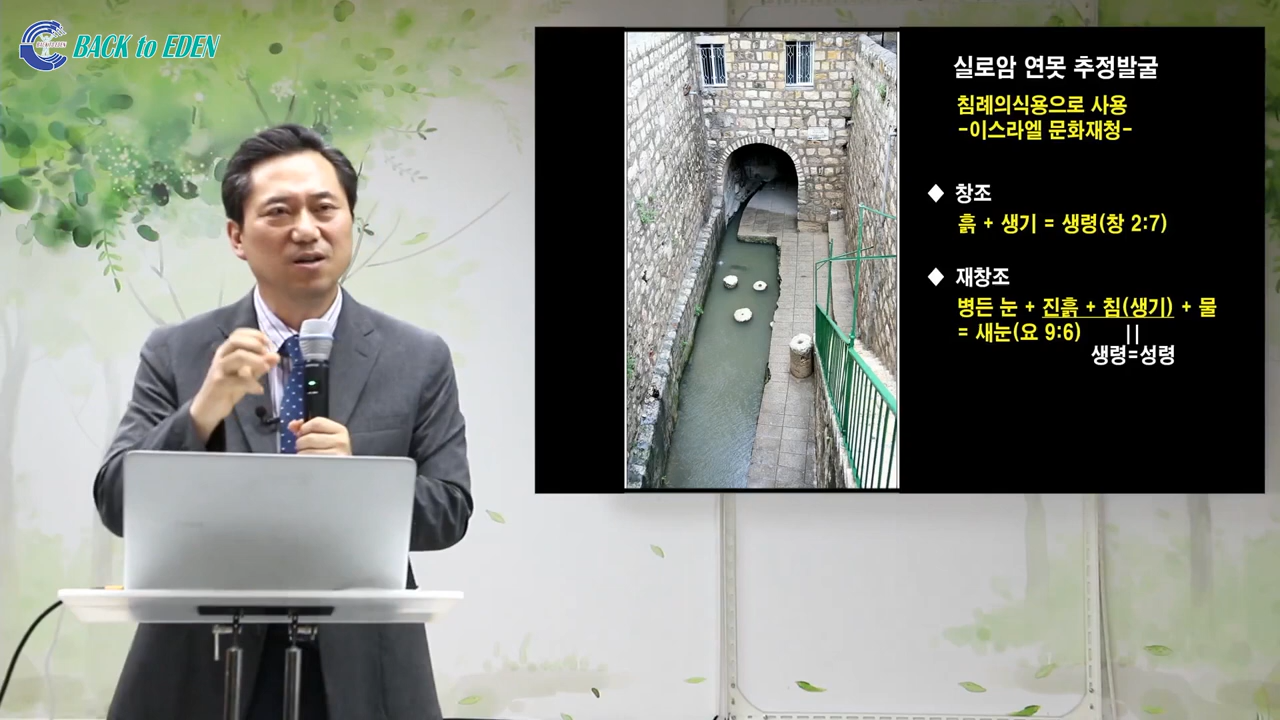 BACK to EDEN
실로암 연못 추정발굴
침례의식용으로 사용
-이스라엘 문화재청-
◆ 창조
흙 + 생기 = 생령(창 2:7)
◆ 재창조
병든 눈 + 진흙 + 침(생기) + 물
= 새눈(요 9:6) ||
생령=성령